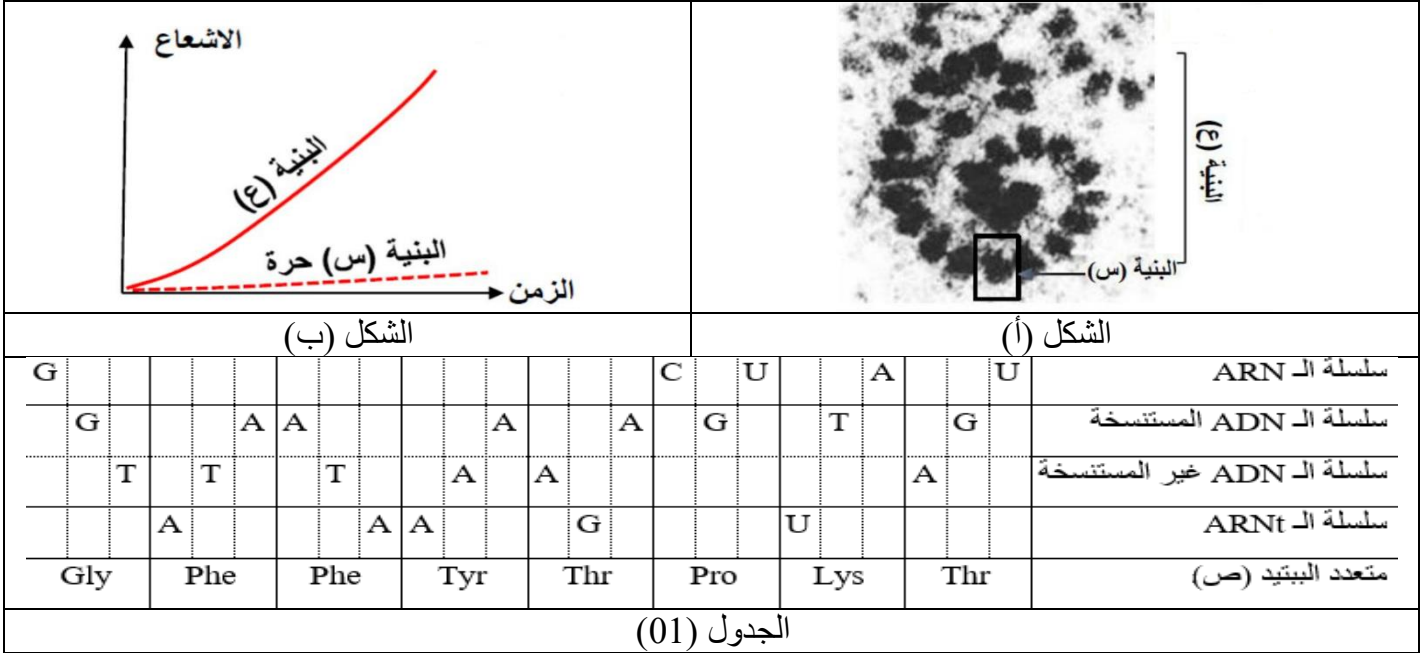 الاشعاع
البنية (ع)
البنية (س) حرة
الزمن
البنية (ع)
البنية (س)
الشكل (أ)
الشكل (ب)
G C U A U سلسلة الـ ARN
G A A A A G T G سلسلة الـ ADN المستنسخة
T T T A A A سلسلة الـ ADN غير المستنسخة
A A A G U سلسلة الـ ARNt
Gly Phe Phe Tyr Thr Pro Lys Thr متعدد الببتيد (ص)
الجدول (01)